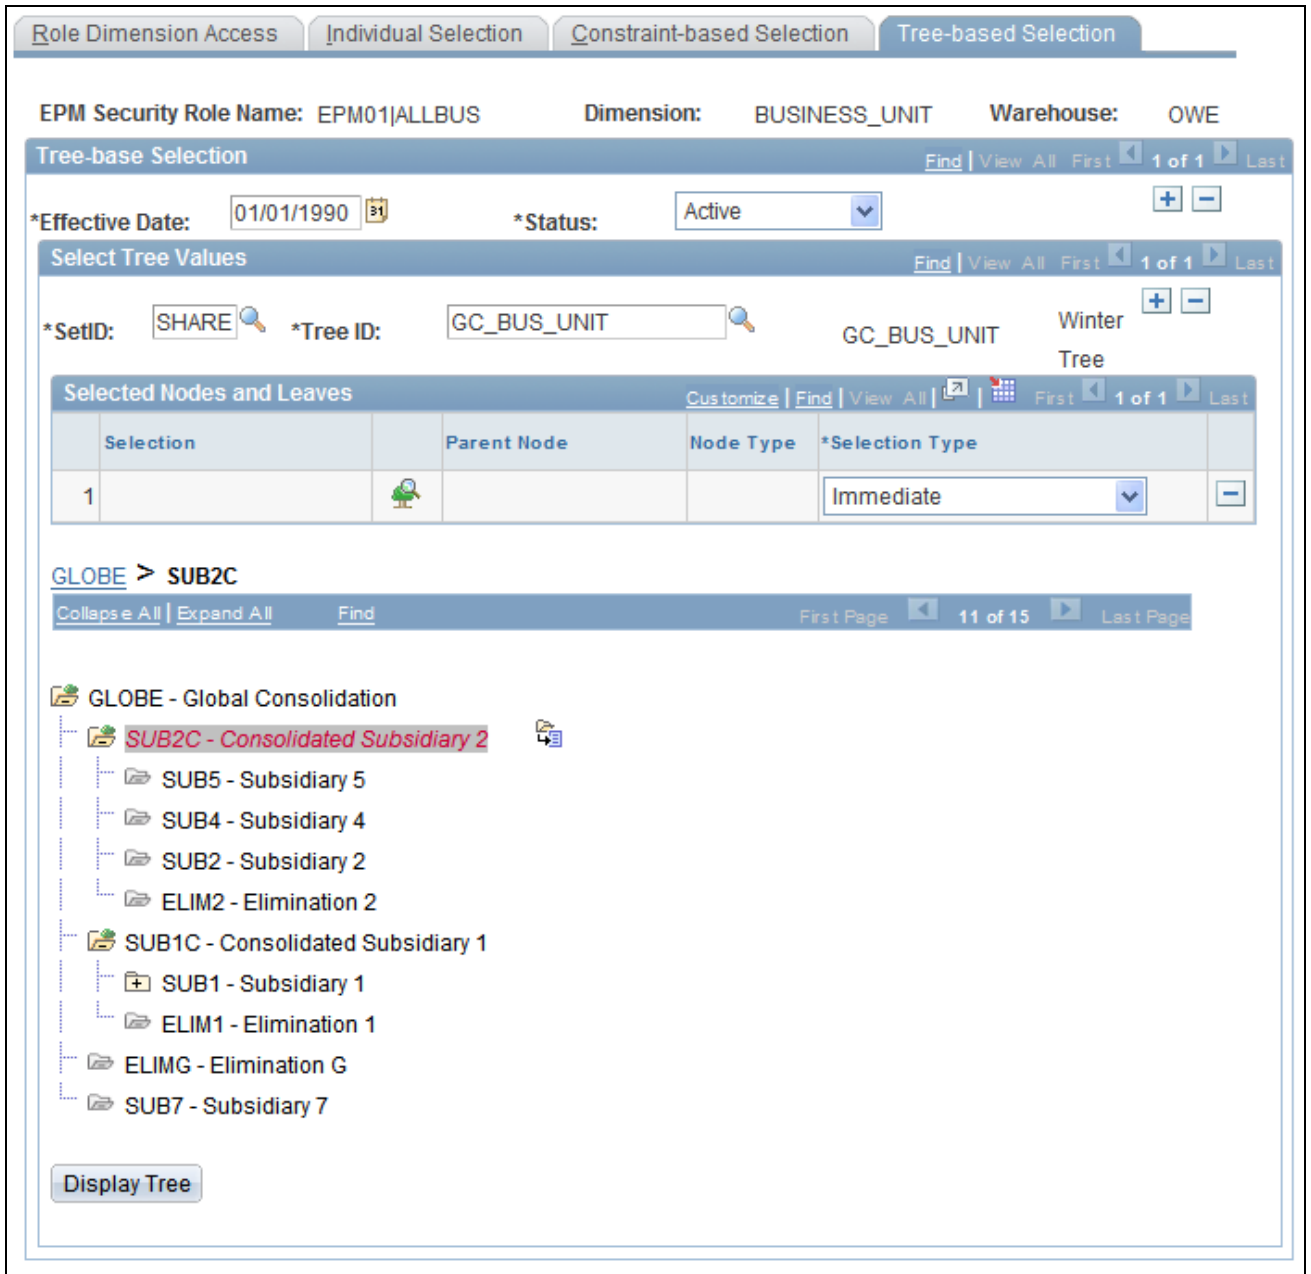 Role Dimension Access Individual Selection Constraint-based Selection Tree-based Selection
EPM Security Role Name: EPM01|ALLBUS Dimension: BUSINESS_UNIT Warehouse: OWE
Tree-base Selection Find | View All First 1 of 1 Last
*Effective Date: 01/01/1990 31 *Status: Active
Select Tree Values Find | View All First 1 of 1 Last
*SetID: SHARE *Tree ID: GC_BUS_UNIT GC_BUS_UNIT Winter
Tree
Selected Nodes and Leaves Customize | Find | View All | | First 1 of 1 Last
Selection Parent Node Node Type *Selection Type
1 Immediate
GLOBE > SUB2C
Collapse All | Expand All Find First Page 11 of 15 Last Page
GLOBE - Global Consolidation
SUB2C - Consolidated Subsidiary 2
SUB5 - Subsidiary 5
SUB4 - Subsidiary 4
SUB2 - Subsidiary 2
ELIM2 - Elimination 2
SUB1C - Consolidated Subsidiary 1
SUB1 - Subsidiary 1
ELIM1 - Elimination 1
ELIMG - Elimination G
SUB7 - Subsidiary 7
Display Tree